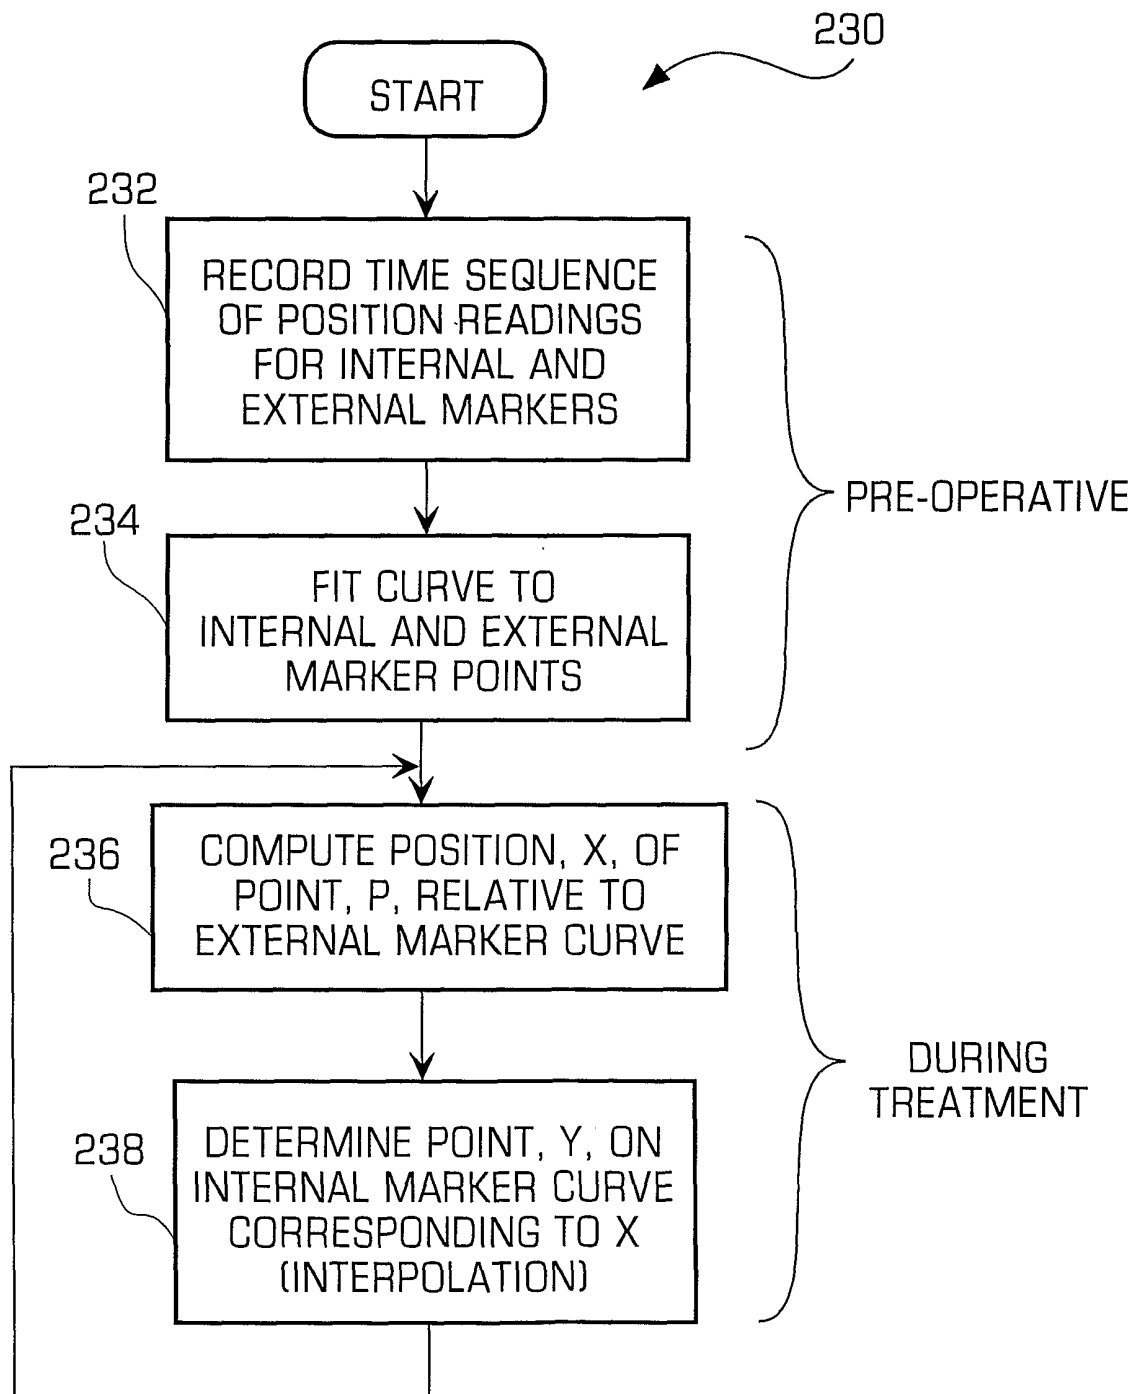 230
START
232
RECORD TIME SEQUENCE
OF POSITION READINGS
FOR INTERNAL AND
EXTERNAL MARKERS
PRE-OPERATIVE
234
FIT CURVE TO
INTERNAL AND EXTERNAL
MARKER POINTS
236
COMPUTE POSITION, X, OF
POINT, P, RELATIVE TO
EXTERNAL MARKER CURVE
DURING
TREATMENT
238
DETERMINE POINT, Y, ON
INTERNAL MARKER CURVE
CORRESPONDING TO X
(INTERPOLATION)